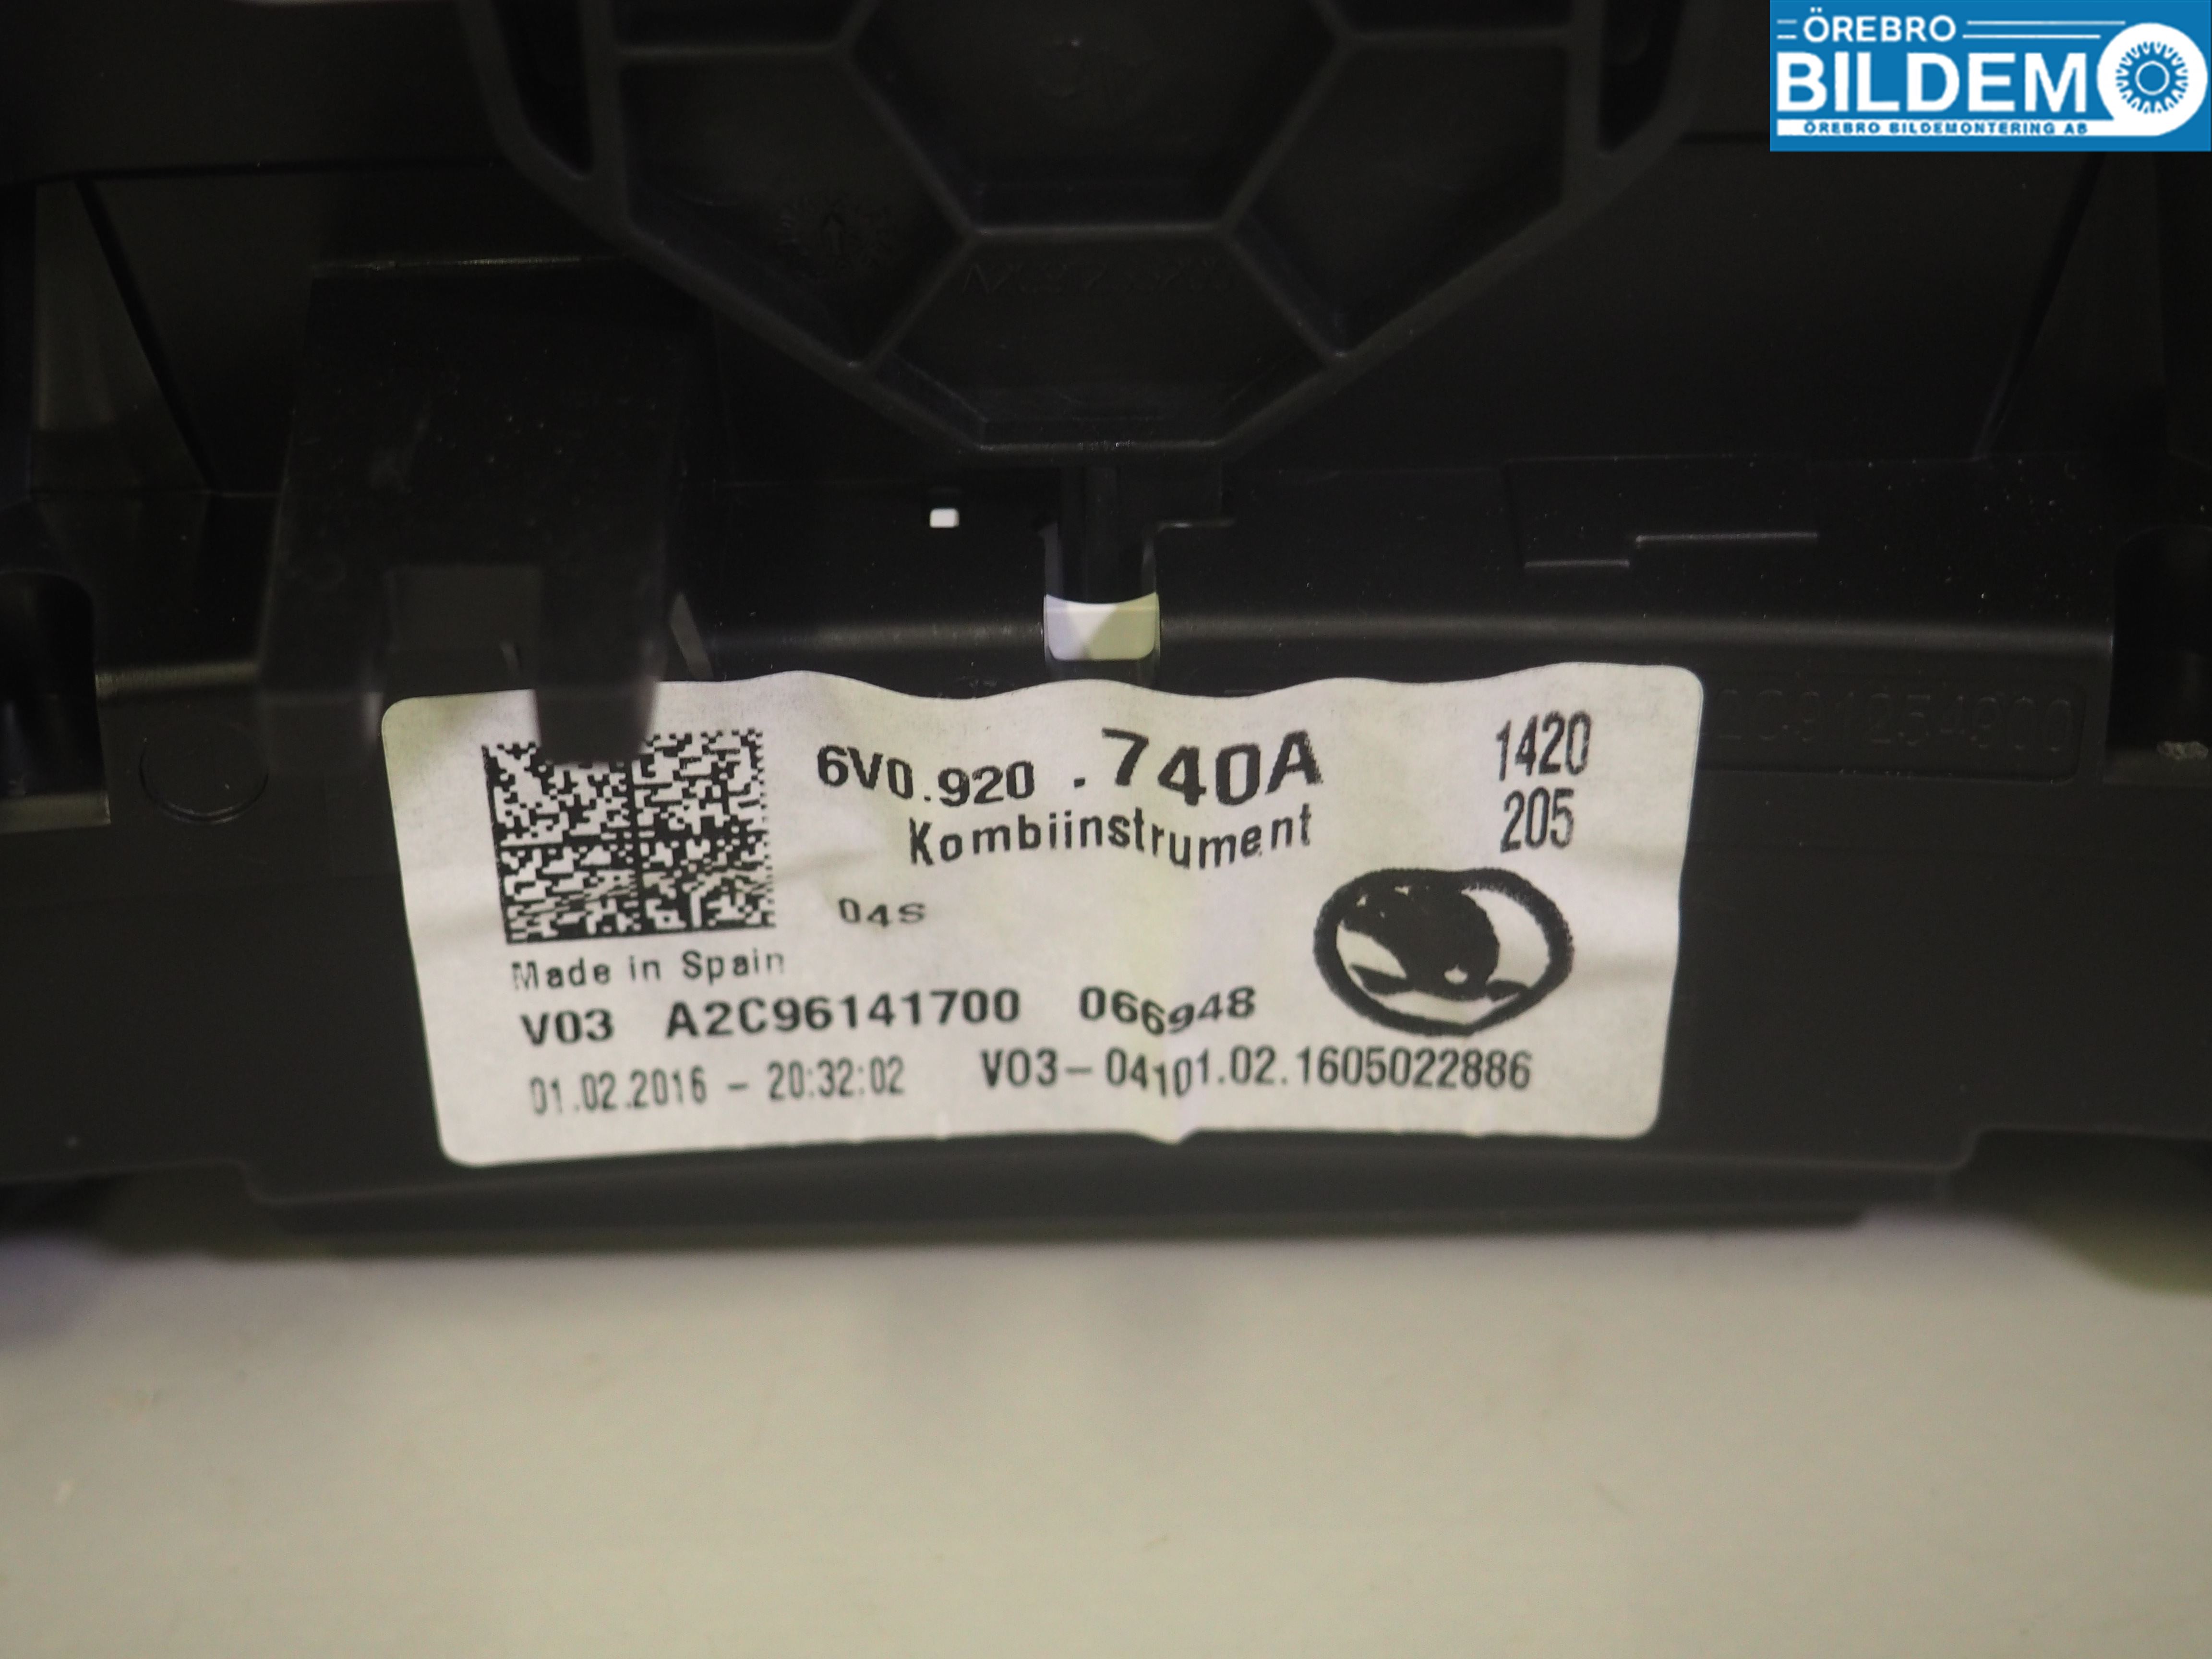 ÖREBRO
BILDEMO
ÖREBRO BILDEMONTERING AB
6V0.920 .740A
1420
Kombiinstrument
205
04S
Made in Spain
V03 A2C96141700 066948
01.02.2016 - 20:32:02 V03-04101.02.1605022886